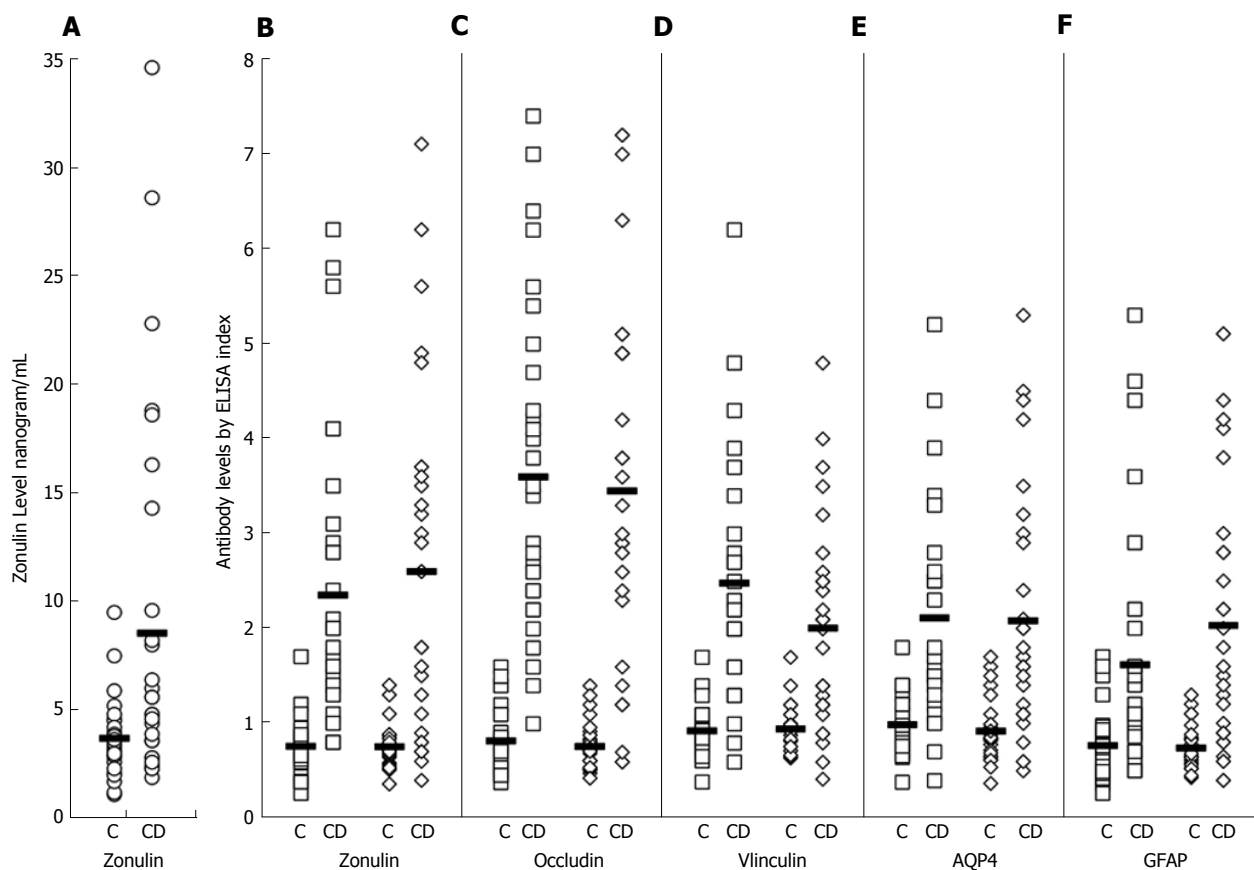 A B C D E F
35 8
30 7
25 6
20 5
15 4
10 3
5 2
0 1
0
Zonulin Level nanogram/mL
Antibody levels by ELISA index
C CD C CD C CD C CD C CD C CD C CD C CD C CD C CD C CD
Zonulin Zonulin Occludin Vlinculin AQP4 GFAP